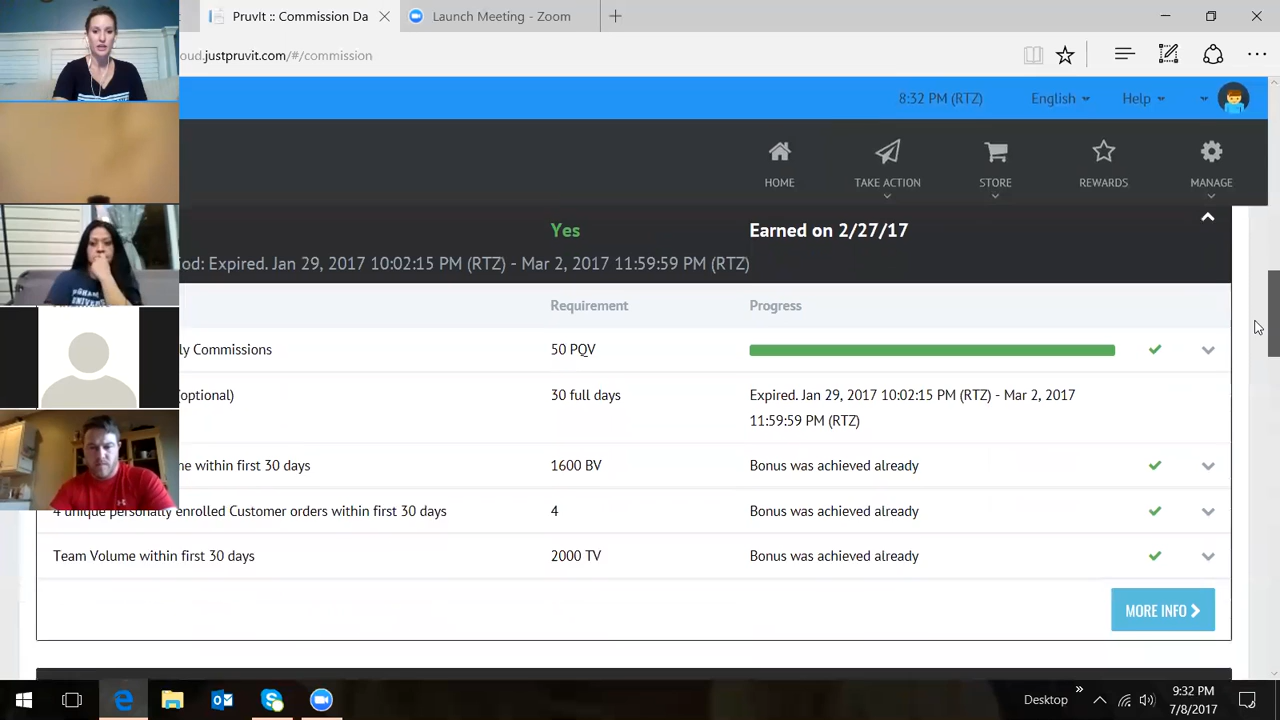 PruvIt :: Commission Da
Launch Meeting - Zoom
oud.justpruvit.com/#/commission
8:32 PM (RTZ)
English
Help
HOME
TAKE ACTION
STORE
REWARDS
MANAGE
Yes
Earned on 2/27/17
od: Expired. Jan 29, 2017 10:02:15 PM (RTZ) - Mar 2, 2017 11:59:59 PM (RTZ)
Requirement
Progress
ly Commissions
50 PQV
(optional)
30 full days
Expired. Jan 29, 2017 10:02:15 PM (RTZ) - Mar 2, 2017
11:59:59 PM (RTZ)
me within first 30 days
1600 BV
Bonus was achieved already
4 unique personally enrolled Customer orders within first 30 days
4
Bonus was achieved already
Team Volume within first 30 days
2000 TV
Bonus was achieved already
MORE INFO
Desktop
9:32 PM
7/8/2017